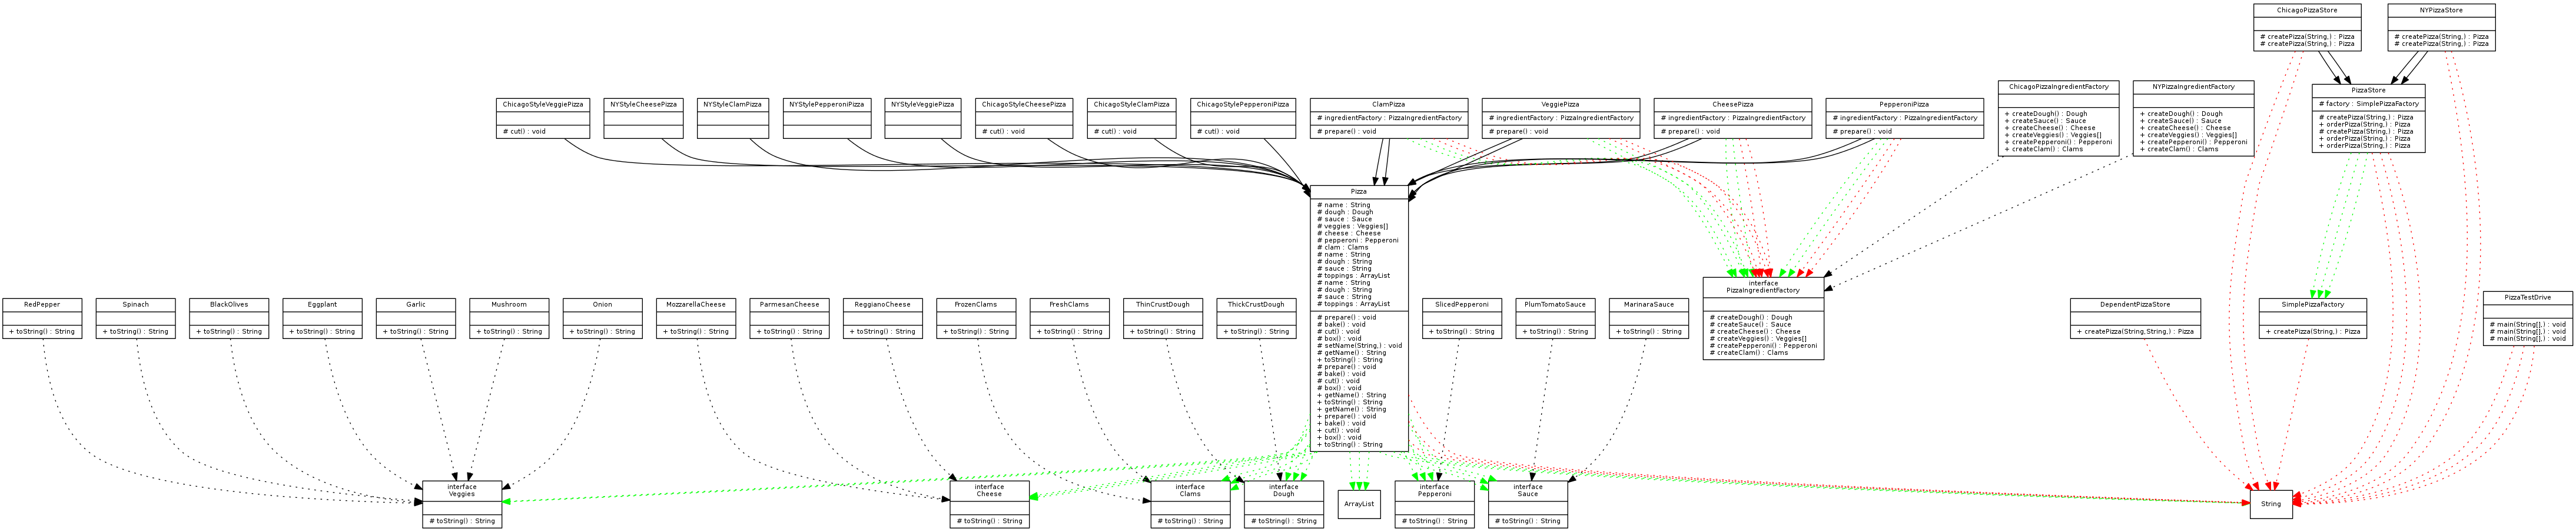 ChicagoPizzaStore
# createPizza(String,) : Pizza
# createPizza(String,) : Pizza
NYPizzaStore
# createPizza(String,) : Pizza
# createPizza(String,) : Pizza
ChicagoStyleVeggiePizza
# cut() : void
NYStyleCheesePizza
NYStyleClamPizza
NYStylePepperoniPizza
NYStyleVeggiePizza
ChicagoStyleCheesePizza
# cut() : void
ChicagoStyleClamPizza
# cut() : void
ChicagoStylePepperoniPizza
# cut() : void
ClamPizza
# ingredientFactory : PizzaIngredientFactory
# prepare() : void
VeggiePizza
# ingredientFactory : PizzaIngredientFactory
# prepare() : void
CheesePizza
# ingredientFactory : PizzaIngredientFactory
# prepare() : void
PepperoniPizza
# ingredientFactory : PizzaIngredientFactory
# prepare() : void
ChicagoPizzaIngredientFactory
+ createDough() : Dough
+ createSauce() : Sauce
+ createCheese() : Cheese
+ createVeggies() : Veggies[]
+ createPepperoni() : Pepperoni
+ createClam() : Clams
NYPizzaIngredientFactory
+ createDough() : Dough
+ createSauce() : Sauce
+ createCheese() : Cheese
+ createVeggies() : Veggies[]
+ createPepperoni() : Pepperoni
+ createClam() : Clams
PizzaStore
# factory : SimplePizzaFactory
# createPizza(String,) : Pizza
+ orderPizza(String,) : Pizza
# createPizza(String,) : Pizza
+ orderPizza(String,) : Pizza
+ orderPizza(String,) : Pizza
Pizza
# name : String
# dough : Dough
# sauce : Sauce
# veggies : Veggies[]
# cheese : Cheese
# pepperoni : Pepperoni
# clam : Clams
# name : String
# dough : String
# sauce : String
# toppings : ArrayList
# name : String
# dough : String
# sauce : String
# toppings : ArrayList
# prepare() : void
# bake() : void
# cut() : void
# box() : void
# setName(String,) : void
# getName() : String
+ toString() : String
# prepare() : void
# bake() : void
# cut() : void
# box() : void
+ getName() : String
+ toString() : String
+ getName() : String
+ prepare() : void
+ bake() : void
+ cut() : void
+ box() : void
+ toString() : String
interface
PizzaIngredientFactory
# createDough() : Dough
# createSauce() : Sauce
# createCheese() : Cheese
# createVeggies() : Veggies[]
# createPepperoni() : Pepperoni
# createClam() : Clams
RedPepper
+ toString() : String
Spinach
+ toString() : String
BlackOlives
+ toString() : String
Eggplant
+ toString() : String
Garlic
+ toString() : String
Mushroom
+ toString() : String
Onion
+ toString() : String
MozzarellaCheese
+ toString() : String
ParmesanCheese
+ toString() : String
ReggianoCheese
+ toString() : String
FrozenClams
+ toString() : String
FreshClams
+ toString() : String
ThinCrustDough
+ toString() : String
ThickCrustDough
+ toString() : String
SlicedPepperoni
+ toString() : String
PlumTomatoSauce
+ toString() : String
MarinaraSauce
+ toString() : String
DependentPizzaStore
+ createPizza(String,String,) : Pizza
SimplePizzaFactory
+ createPizza(String,) : Pizza
PizzaTestDrive
# main(String[],) : void
# main(String[],) : void
# main(String[],) : void
interface
Veggies
# toString() : String
interface
Cheese
# toString() : String
interface
Clams
# toString() : String
interface
Dough
# toString() : String
ArrayList
interface
Pepperoni
# toString() : String
interface
Sauce
# toString() : String
String